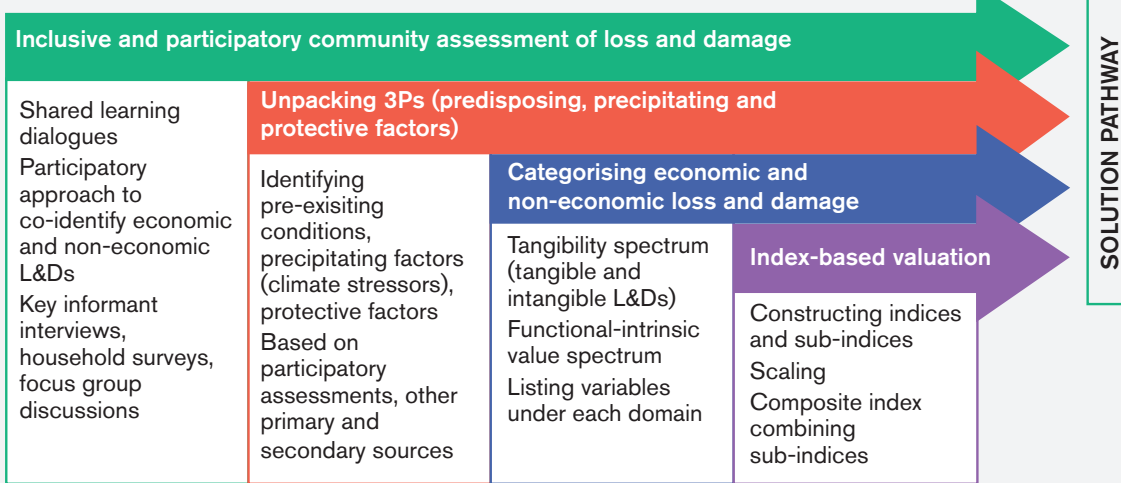 Inclusive and participatory community assessment of loss and damage
Shared learning
dialogues
Participatory
approach to
co-identify economic
and non-economic
L&Ds
Key informant
interviews,
household surveys,
focus group
discussions
Unpacking 3Ps (predisposing, precipitating and
protective factors)
Identifying
pre-exisiting
conditions,
precipitating factors
(climate stressors),
protective factors
Based on
participatory
assessments, other
primary and
secondary sources
Categorising economic and
non-economic loss and damage
Tangibility spectrum
(tangible and
intangible L&Ds)
Functional-intrinsic
value spectrum
Listing variables
under each domain
Index-based valuation
Constructing indices
and sub-indices
Scaling
Composite index
combining
sub-indices
SOLUTION PATHWAY